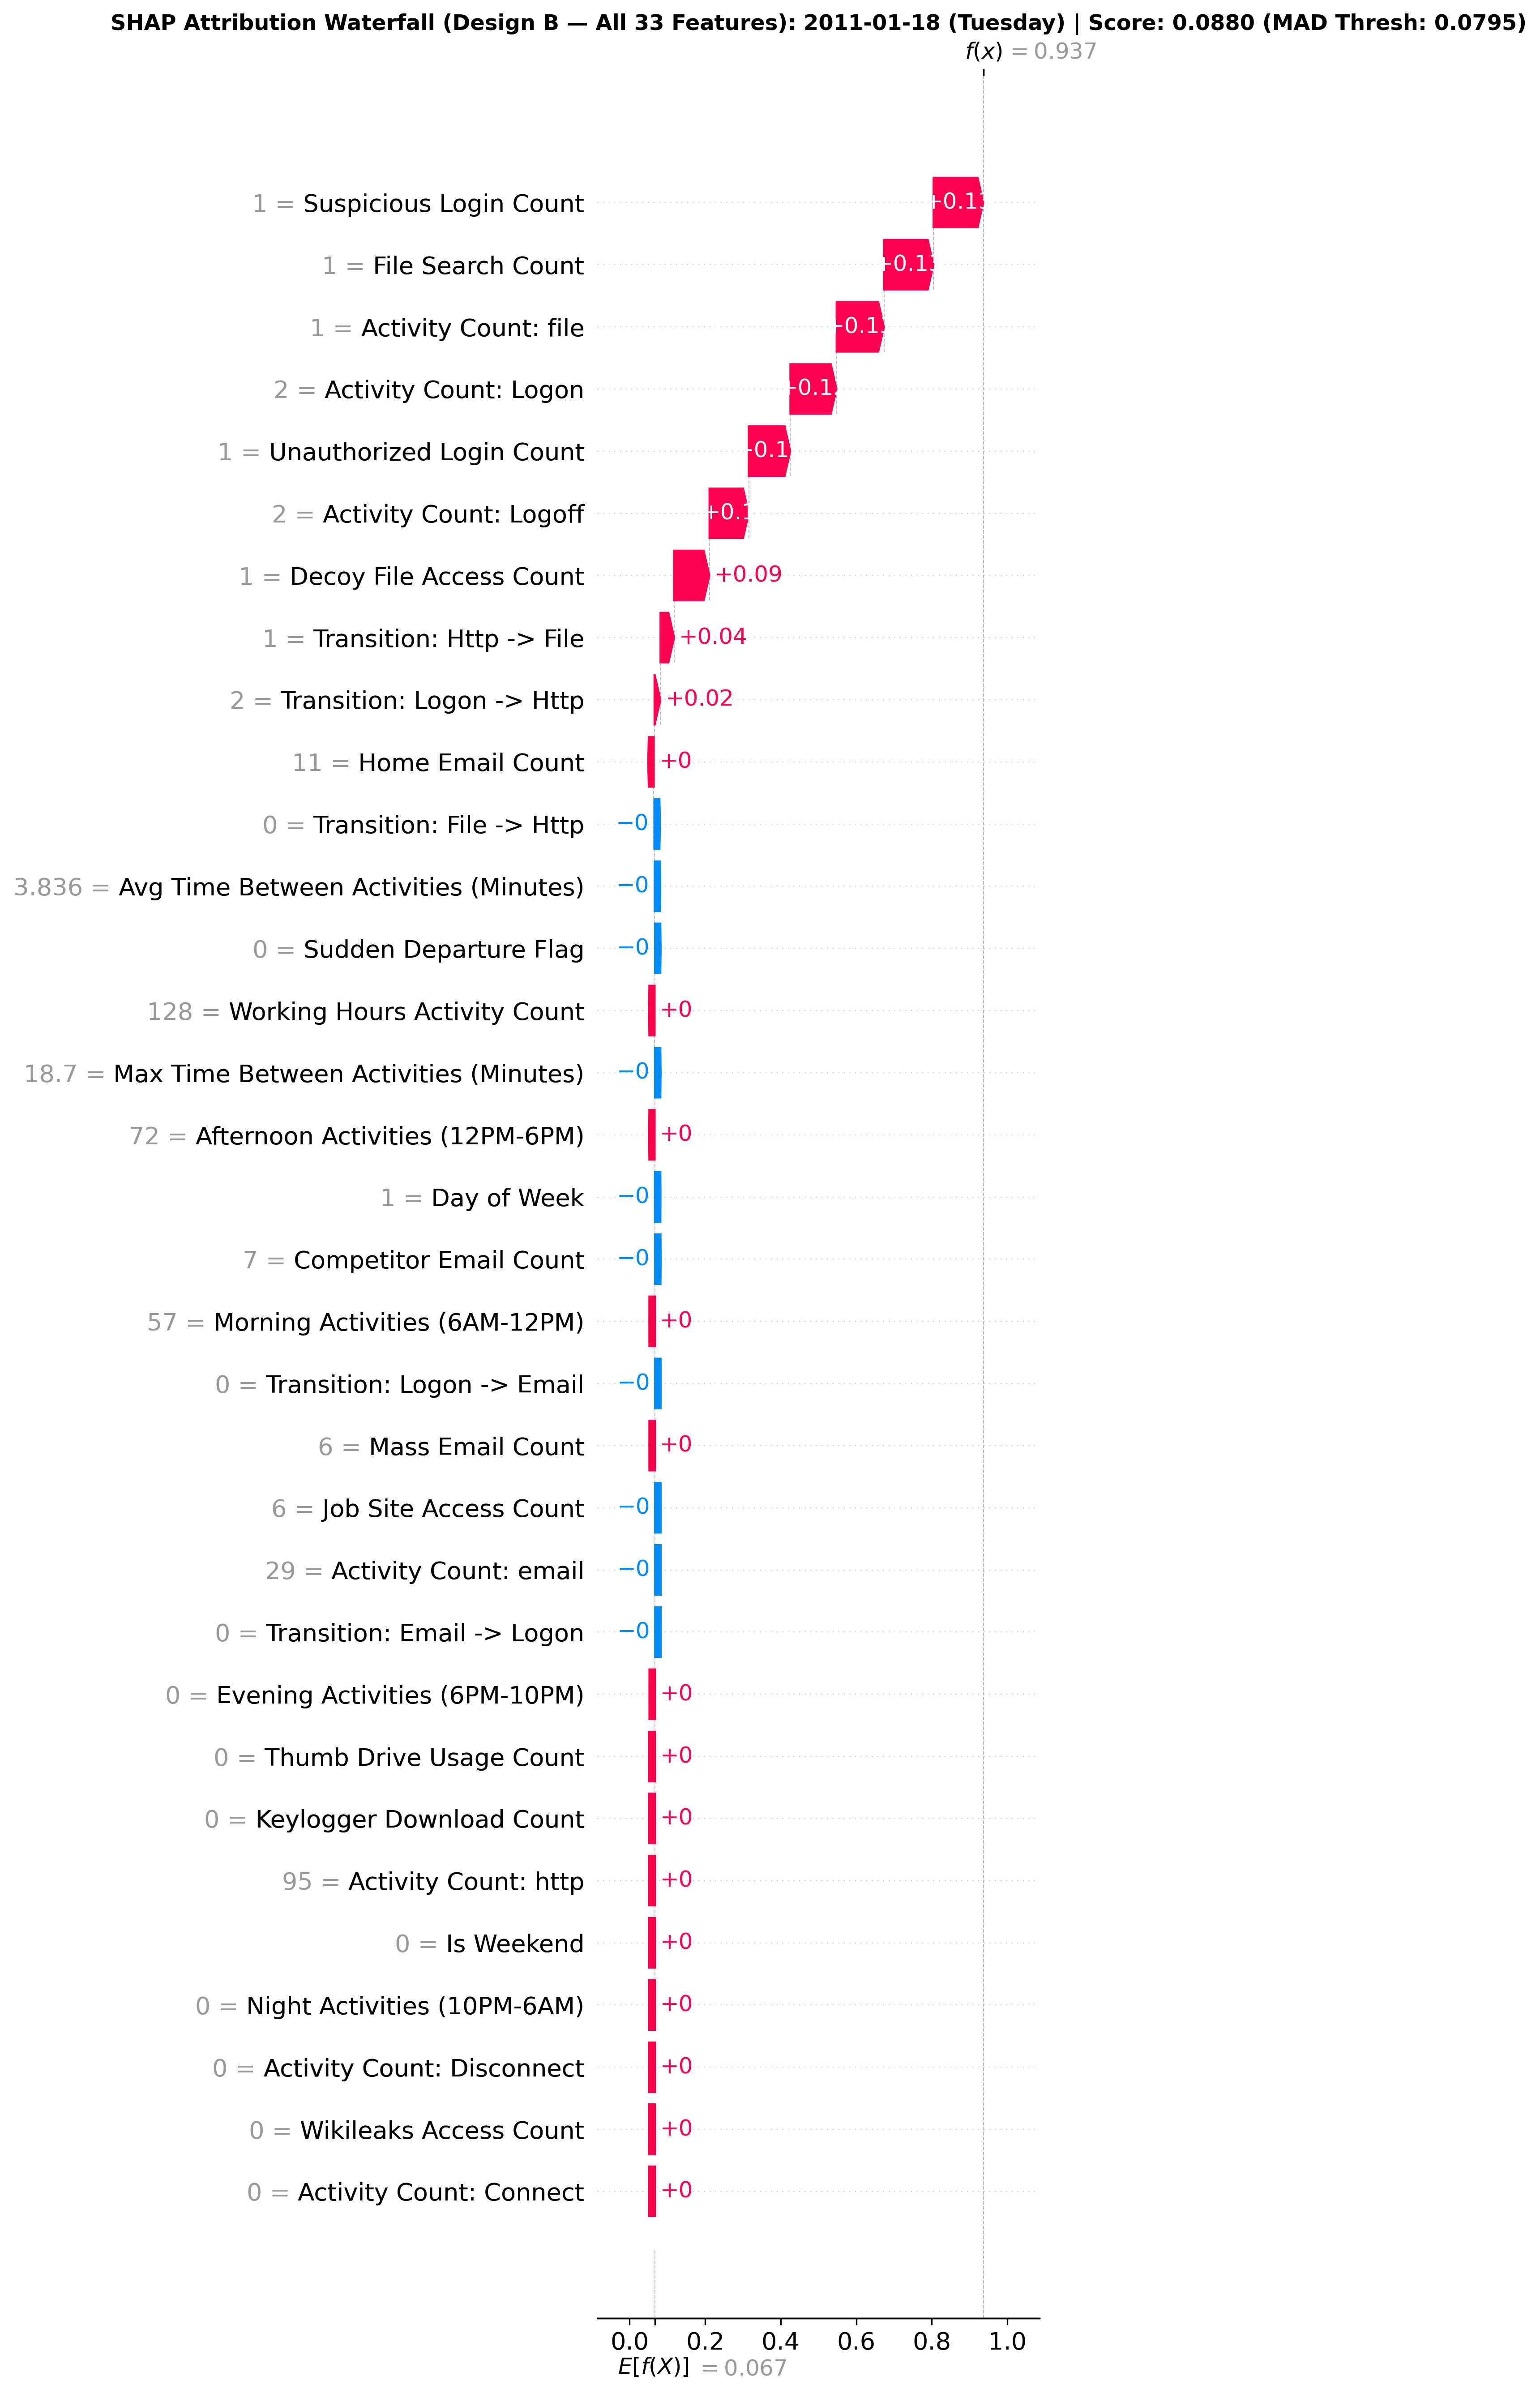 SHAP Attribution Waterfall (Design B — All 33 Features): 2011-01-18 (Tuesday) | Score: 0.0880 (MAD Thresh: 0.0795)
f(x) = 0.937
1 = Suspicious Login Count
1 = File Search Count
1 = Activity Count: file
2 = Activity Count: Logon
1 = Unauthorized Login Count
2 = Activity Count: Logoff
1 = Decoy File Access Count +0.09
1 = Transition: Http -> File +0.04
2 = Transition: Logon -> Http +0.02
11 = Home Email Count +0
0 = Transition: File -> Http −0
3.836 = Avg Time Between Activities (Minutes) −0
0 = Sudden Departure Flag −0
128 = Working Hours Activity Count +0
18.7 = Max Time Between Activities (Minutes) −0
72 = Afternoon Activities (12PM-6PM) +0
1 = Day of Week −0
7 = Competitor Email Count −0
57 = Morning Activities (6AM-12PM) +0
0 = Transition: Logon -> Email −0
6 = Mass Email Count +0
6 = Job Site Access Count −0
29 = Activity Count: email −0
0 = Transition: Email -> Logon −0
0 = Evening Activities (6PM-10PM) +0
0 = Thumb Drive Usage Count +0
0 = Keylogger Download Count +0
95 = Activity Count: http +0
0 = Is Weekend +0
0 = Night Activities (10PM-6AM) +0
0 = Activity Count: Disconnect +0
0 = Wikileaks Access Count +0
0 = Activity Count: Connect +0
0.0 0.2 0.4 0.6 0.8 1.0
E[f(X)] = 0.067